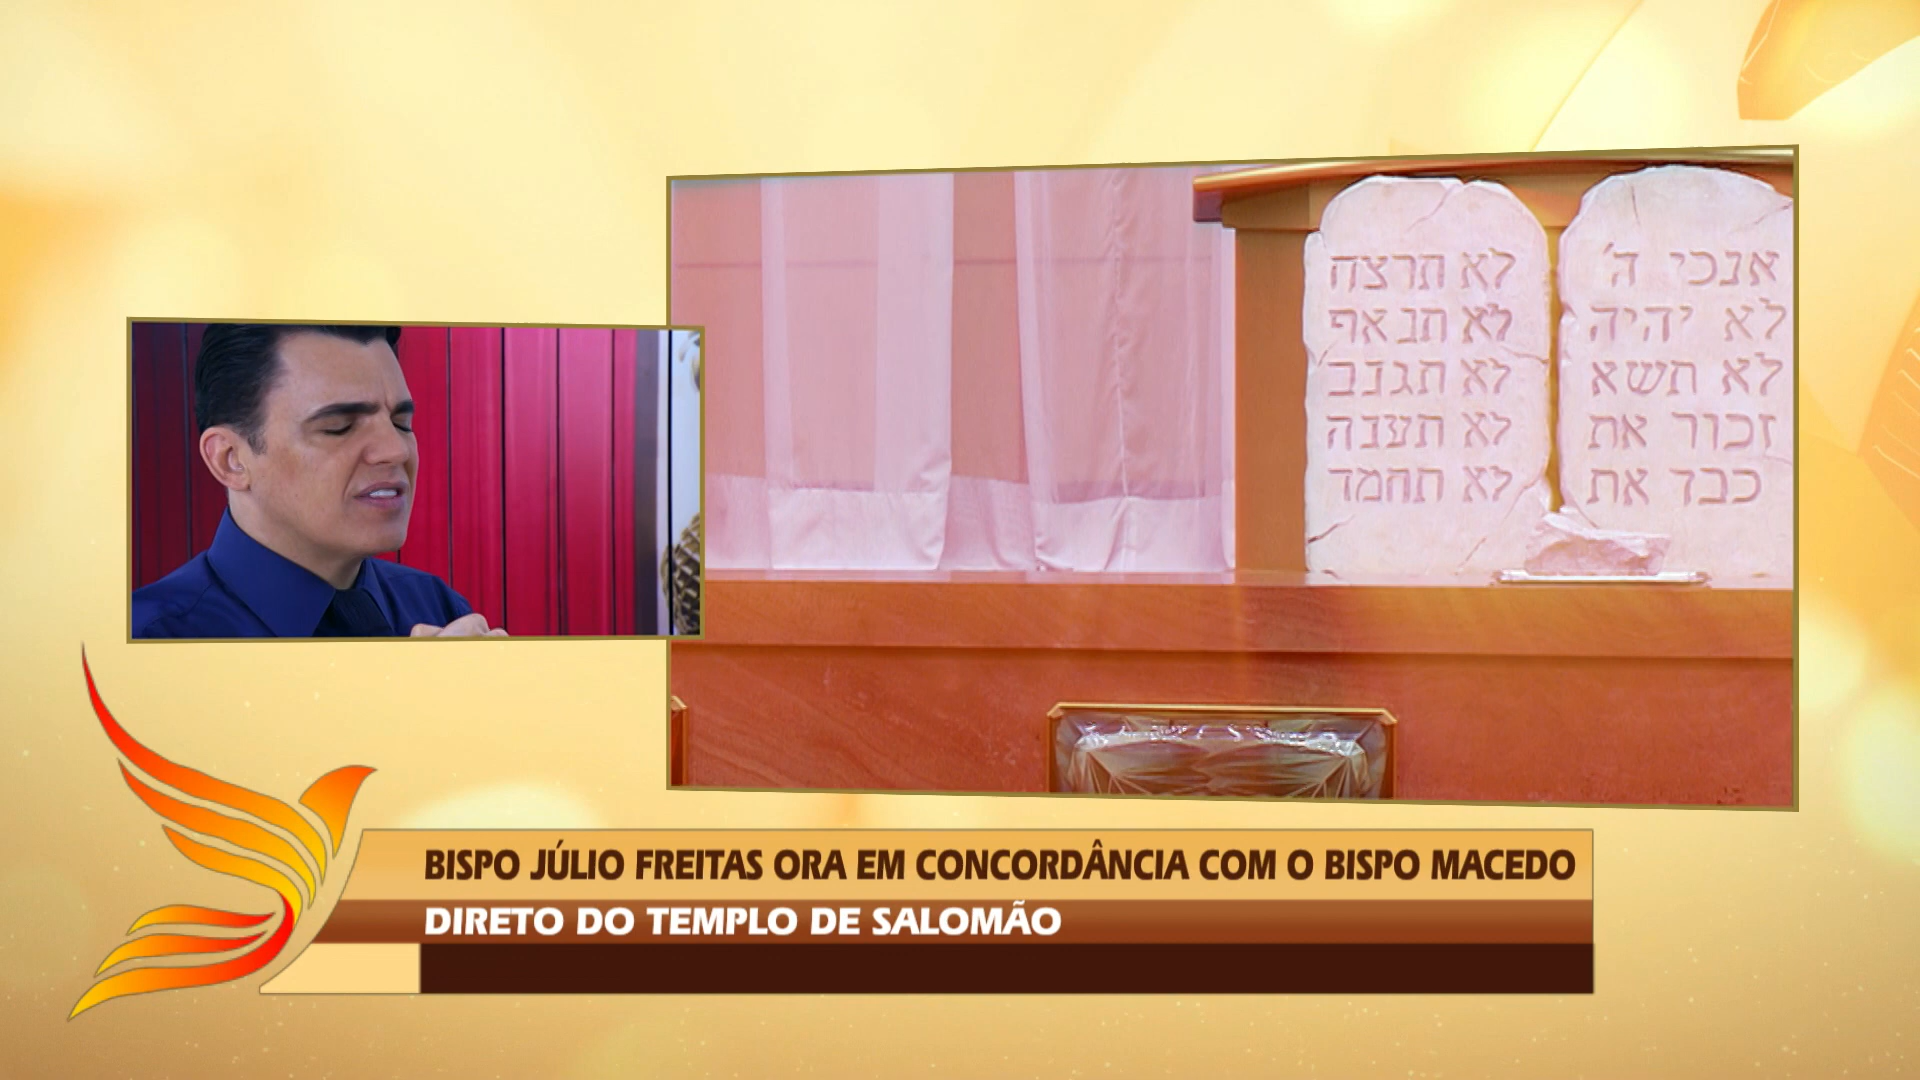 אנכי ה'
לא יהיה
לא תשא
זכור את
כבד את
לא תרצח
לא תנאף
לא תגנב
לא תענה
לא תחמד
BISPO JÚLIO FREITAS ORA EM CONCORDÂNCIA COM O BISPO MACEDO
DIRETO DO TEMPLO DE SALOMÃO